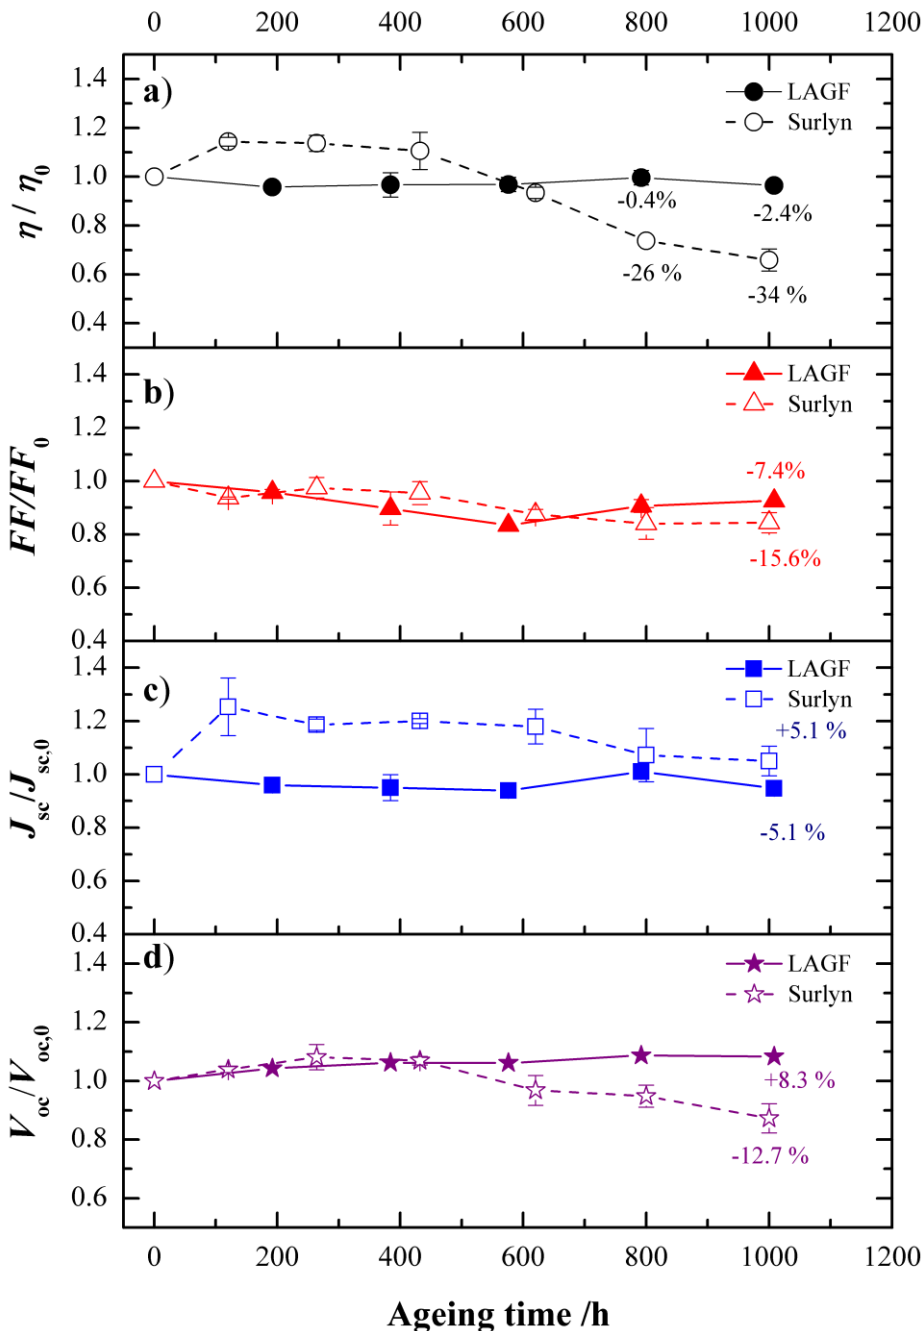 0 200 400 600 800 1000 1200
a)
1.4
1.2
1.0
0.8
0.6
0.4
η / η0
LAGF
Surlyn
-0.4%
-2.4%
-26 %
-34 %
b)
1.4
1.2
1.0
0.8
0.6
0.4
FF/FF0
LAGF
Surlyn
-7.4%
-15.6%
c)
1.4
1.2
1.0
0.8
0.6
0.4
Jsc/Jsc,0
LAGF
Surlyn
+5.1 %
-5.1 %
d)
1.4
1.2
1.0
0.8
0.6
Voc/Voc,0
LAGF
Surlyn
+8.3 %
-12.7 %
0 200 400 600 800 1000 1200
Ageing time /h